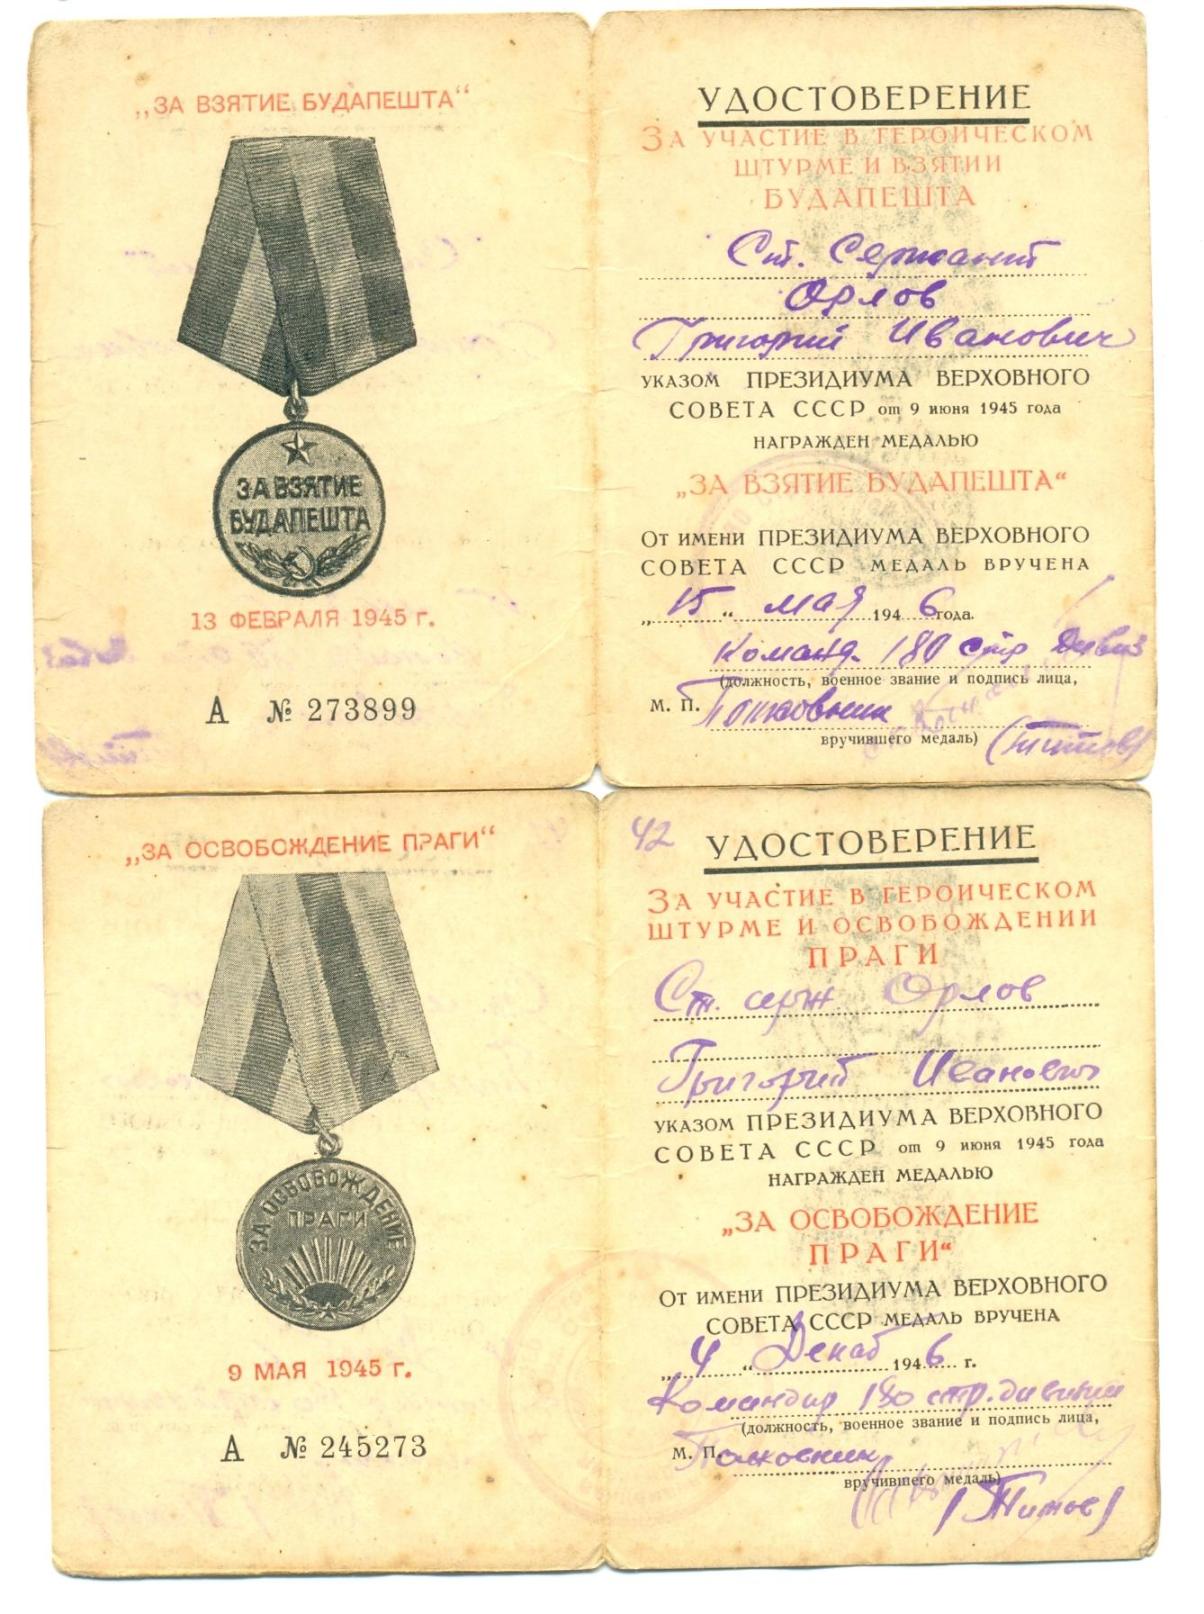 „ЗА ВЗЯТИЕ БУДАПЕШТА“
ЗА ВЗЯТИЕ
БУДАПЕШТА
13 ФЕВРАЛЯ 1945 г.
А № 273899
УДОСТОВЕРЕНИЕ
ЗА УЧАСТИЕ В ГЕРОИЧЕСКОМ
ШТУРМЕ И ВЗЯТИИ
БУДАПЕШТА
Ст. Сержант
Орлов
Григорий Иванович
УКАЗОМ ПРЕЗИДИУМА ВЕРХОВНОГО
СОВЕТА СССР от 9 июня 1945 года
НАГРАЖДЕН МЕДАЛЬЮ
„ЗА ВЗЯТИЕ БУДАПЕШТА“
ОТ ИМЕНИ ПРЕЗИДИУМА ВЕРХОВНОГО
СОВЕТА СССР МЕДАЛЬ ВРУЧЕНА
„15“ мая 1946 года.
Команд. 180 стр Дивиз
(должность, военное звание и подпись лица,
М. П. Полковник
вручившего медаль) (Титов)
„ЗА ОСВОБОЖДЕНИЕ ПРАГИ“
ЗА ОСВОБОЖДЕНИЕ
ПРАГИ
9 МАЯ 1945 г.
А № 245273
42
УДОСТОВЕРЕНИЕ
ЗА УЧАСТИЕ В ГЕРОИЧЕСКОМ
ШТУРМЕ И ОСВОБОЖДЕНИИ
ПРАГИ
Ст. серж Орлов
Григорий Иванович
УКАЗОМ ПРЕЗИДИУМА ВЕРХОВНОГО
СОВЕТА СССР от 9 июня 1945 года
НАГРАЖДЕН МЕДАЛЬЮ
„ЗА ОСВОБОЖДЕНИЕ
ПРАГИ“
ОТ ИМЕНИ ПРЕЗИДИУМА ВЕРХОВНОГО
СОВЕТА СССР МЕДАЛЬ ВРУЧЕНА
„4“ Декаб 1946 г.
Командир 180 стр. дивизии
(должность, военное звание и подпись лица,
М. П. Полковник
вручившего медаль)
(Титов)